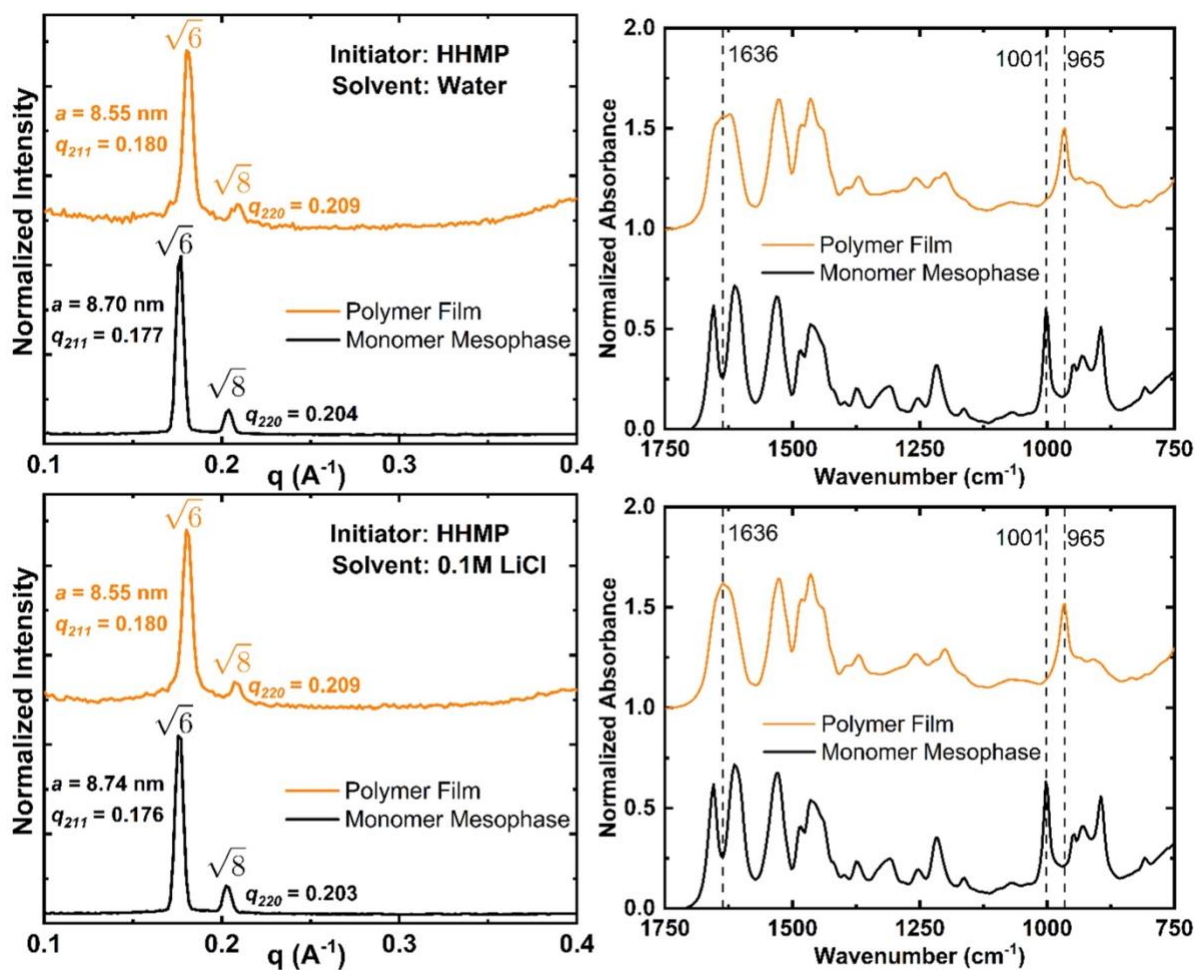 √6
Initiator: HHMP
Solvent: Water
a = 8.55 nm
q211 = 0.180
√8
q220 = 0.209
√6
Polymer Film
Monomer Mesophase
a = 8.70 nm
q211 = 0.177
√8
q220 = 0.204
Normalized Intensity
0.1
0.2
0.3
0.4
q (A-1)
2.0
1.5
1.0
0.5
0.0
Normalized Absorbance
1636
1001
965
Polymer Film
Monomer Mesophase
1750
1500
1250
1000
750
Wavenumber (cm-1)
√6
Initiator: HHMP
Solvent: 0.1M LiCl
a = 8.55 nm
q211 = 0.180
√8
q220 = 0.209
√6
Polymer Film
Monomer Mesophase
a = 8.74 nm
q211 = 0.176
√8
q220 = 0.203
Normalized Intensity
0.1
0.2
0.3
0.4
q (A-1)
2.0
1.5
1.0
0.5
0.0
Normalized Absorbance
1636
1001
965
Polymer Film
Monomer Mesophase
1750
1500
1250
1000
750
Wavenumber (cm-1)